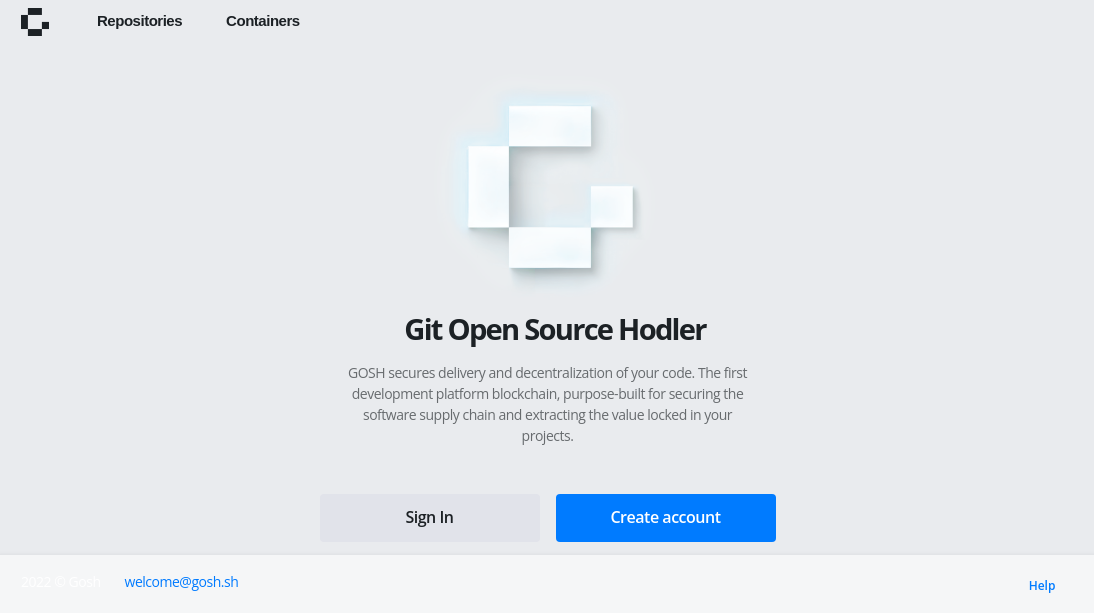 Repositories Containers
Git Open Source Hodler
GOSH secures delivery and decentralization of your code. The first
development platform blockchain, purpose-built for securing the
software supply chain and extracting the value locked in your
projects.
Sign In Create account
2022 © Gosh welcome@gosh.sh Help